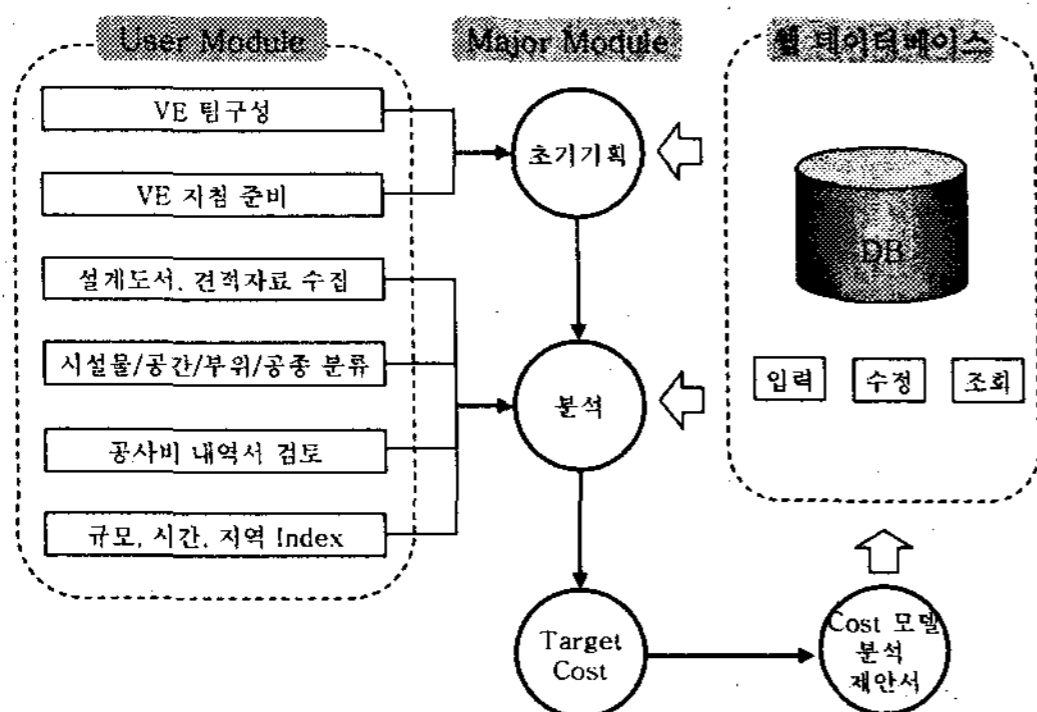 User Module
Major Module
웹 데이터베이스
VE 팀구성
VE 지침 준비
설계도서, 견적자료 수집
시설물/공간/부위/공종 분류
공사비 내역서 검토
규모, 시간, 지역 Index
초기기획
분석
Target
Cost
DB
입력
수정
조회
Cost 모델
분석
제안서